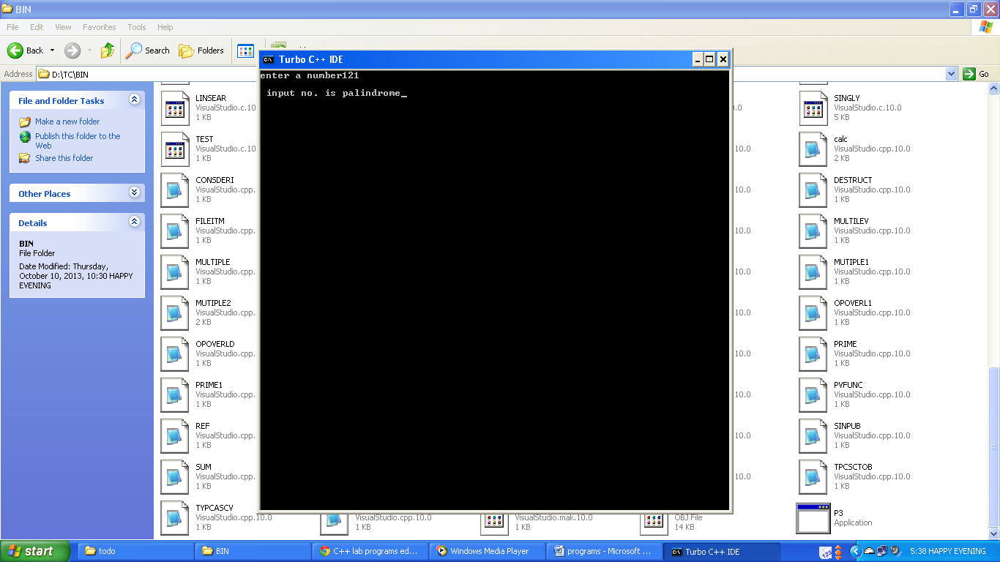 BIN
File Edit View Favorites Tools Help
Back Search Folders
Address D:\TC\BIN Go
File and Folder Tasks
Make a new folder
Publish this folder to the
Web
Share this folder
Other Places
Details
BIN
File Folder
Date Modified: Thursday,
October 10, 2013, 10:30 HAPPY
EVENING
Turbo C++ IDE
enter a number121
input no. is palindrome_
LINSEAR
VisualStudio.c.10
1 KB
TEST
VisualStudio.c.10
1 KB
CONSDERI
VisualStudio.cpp.
1 KB
FILEITM
VisualStudio.cpp.
1 KB
MULTIPLE
VisualStudio.cpp.
1 KB
MUTIPLE2
VisualStudio.cpp.
2 KB
OPOVERLD
VisualStudio.cpp.
1 KB
PRIME1
VisualStudio.cpp.
1 KB
REF
VisualStudio.cpp.
1 KB
SUM
VisualStudio.cpp.
1 KB
TYPCASCV
VisualStudio.cpp.10.0
1 KB
VisualStudio.cpp.10.0
1 KB
VisualStudio.mak.10.0
1 KB
OBJ File
14 KB
.0
10.0
10.0
10.0
10.0
10.0
10.0
10.0
10.0
10.0
SINGLY
VisualStudio.c.10.0
5 KB
calc
VisualStudio.cpp.10.0
2 KB
DESTRUCT
VisualStudio.cpp.10.0
1 KB
MULTILEV
VisualStudio.cpp.10.0
1 KB
MUTIPLE1
VisualStudio.cpp.10.0
1 KB
OPOVERL1
VisualStudio.cpp.10.0
1 KB
PRIME
VisualStudio.cpp.10.0
1 KB
PVFUNC
VisualStudio.cpp.10.0
1 KB
SINPUB
VisualStudio.cpp.10.0
1 KB
TPCSCTOB
VisualStudio.cpp.10.0
1 KB
P3
Application
start todo BIN C++ lab programs ed... Windows Media Player programs - Microsoft ... Turbo C++ IDE 5:38 HAPPY EVENING